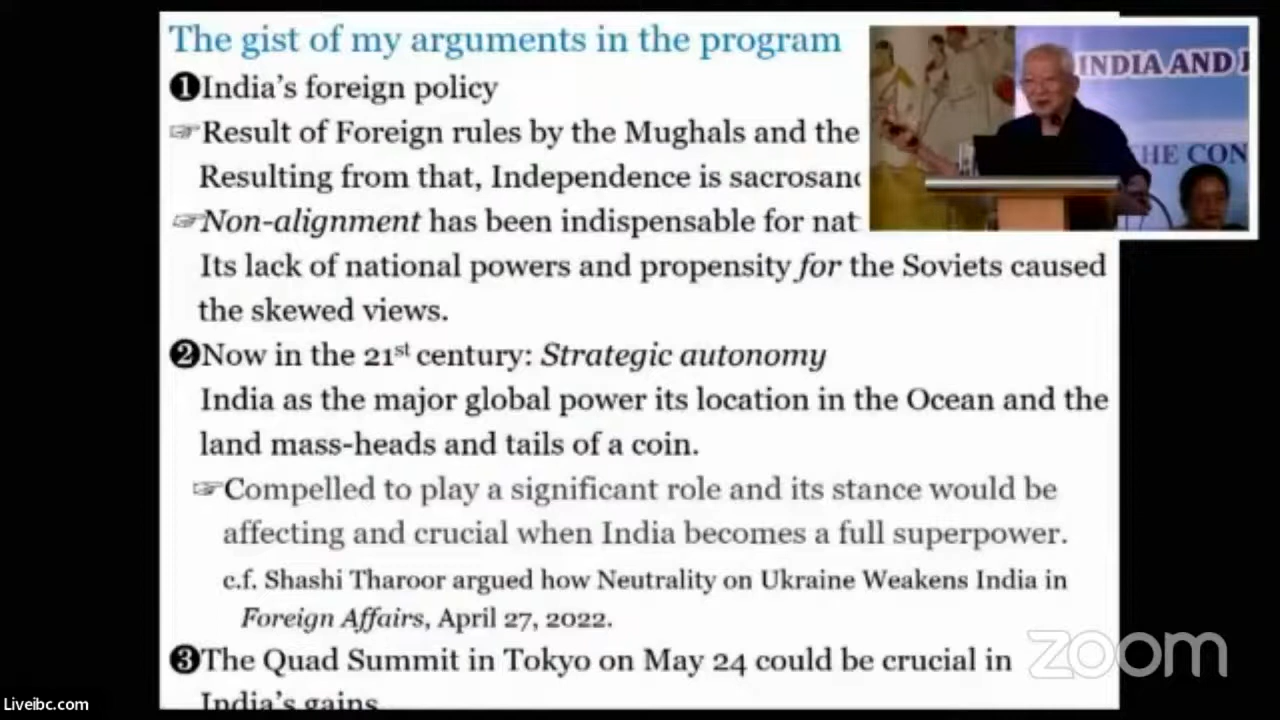 The gist of my arguments in the program
❶India's foreign policy
☞Result of Foreign rules by the Mughals and the
Resulting from that, Independence is sacrosanc
☞Non-alignment has been indispensable for nat
Its lack of national powers and propensity for the Soviets caused
the skewed views.
❷Now in the 21st century: Strategic autonomy
India as the major global power its location in the Ocean and the
land mass-heads and tails of a coin.
☞Compelled to play a significant role and its stance would be
affecting and crucial when India becomes a full superpower.
c.f. Shashi Tharoor argued how Neutrality on Ukraine Weakens India in
Foreign Affairs, April 27, 2022.
❸The Quad Summit in Tokyo on May 24 could be crucial in
India's gains
INDIA AND J
HE CON
zoom
Liveibc.com